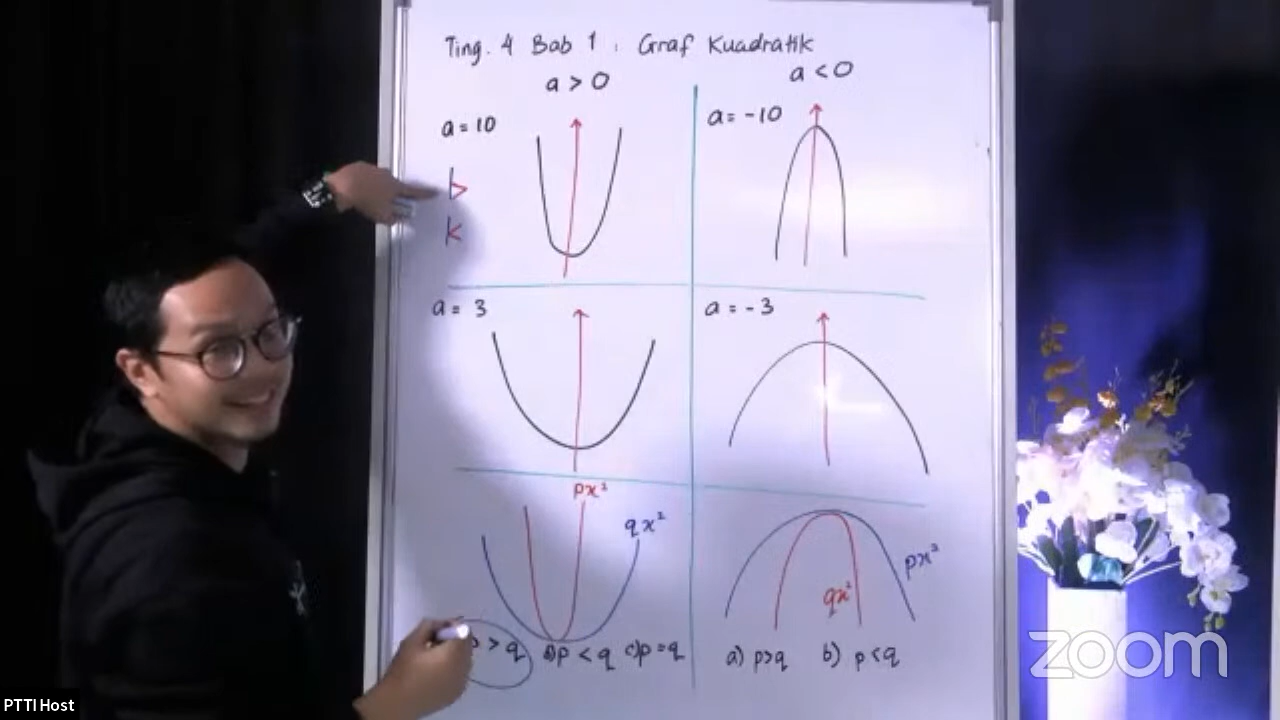 Ting. 4 Bab 1 : Graf Kuadratik
a > 0
a < 0
a = 10
a = -10
>
<
a = 3
a = -3
px²
qx²
px²
qx²
> q b) p < q c) p = q
a) p>q b) p<q
zoom
PTTI Host